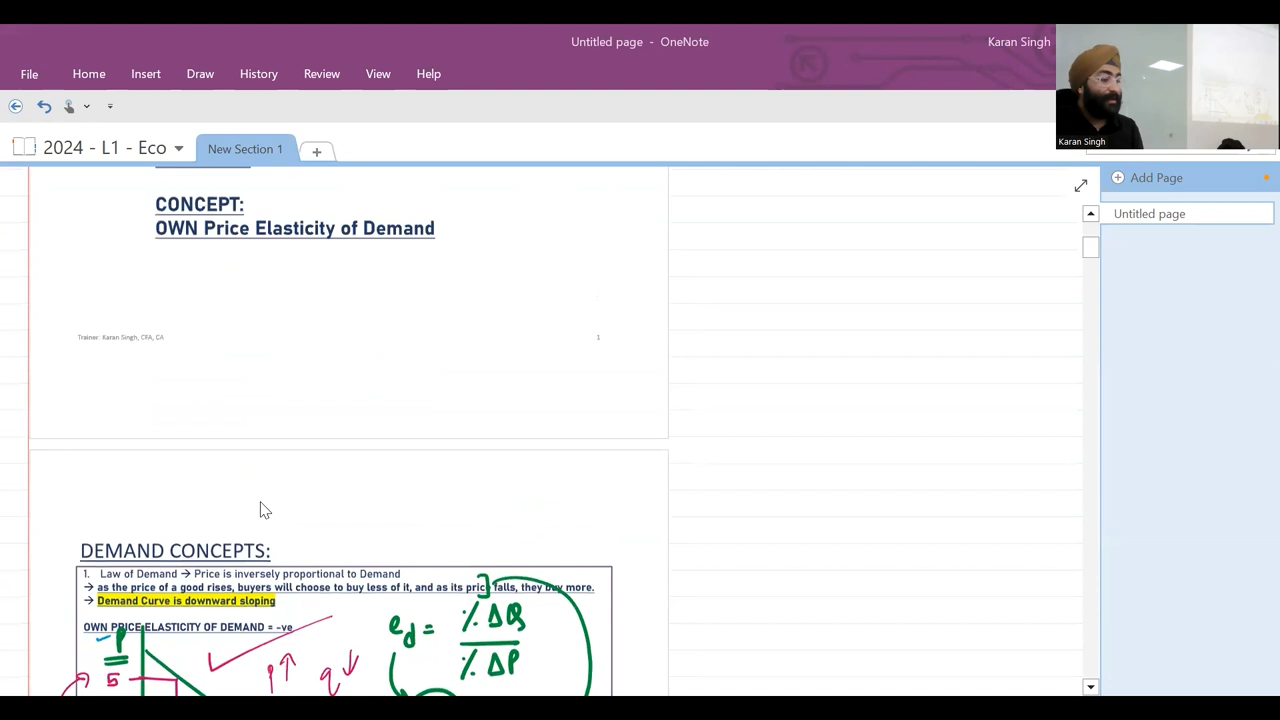 Untitled page - OneNote
Karan Singh
File Home Insert Draw History Review View Help
Karan Singh
2024 - L1 - Eco
New Section 1
Add Page
Untitled page
CONCEPT:
OWN Price Elasticity of Demand
Trainer: Karan Singh, CFA, CA
1
DEMAND CONCEPTS:
1. Law of Demand → Price is inversely proportional to Demand
→ as the price of a good rises, buyers will choose to buy less of it, and as its price falls, they buy more.
→ Demand Curve is downward sloping
OWN PRICE ELASTICITY OF DEMAND = -ve
P
5
P↑ q↓
ed = % ΔQ
% ΔP